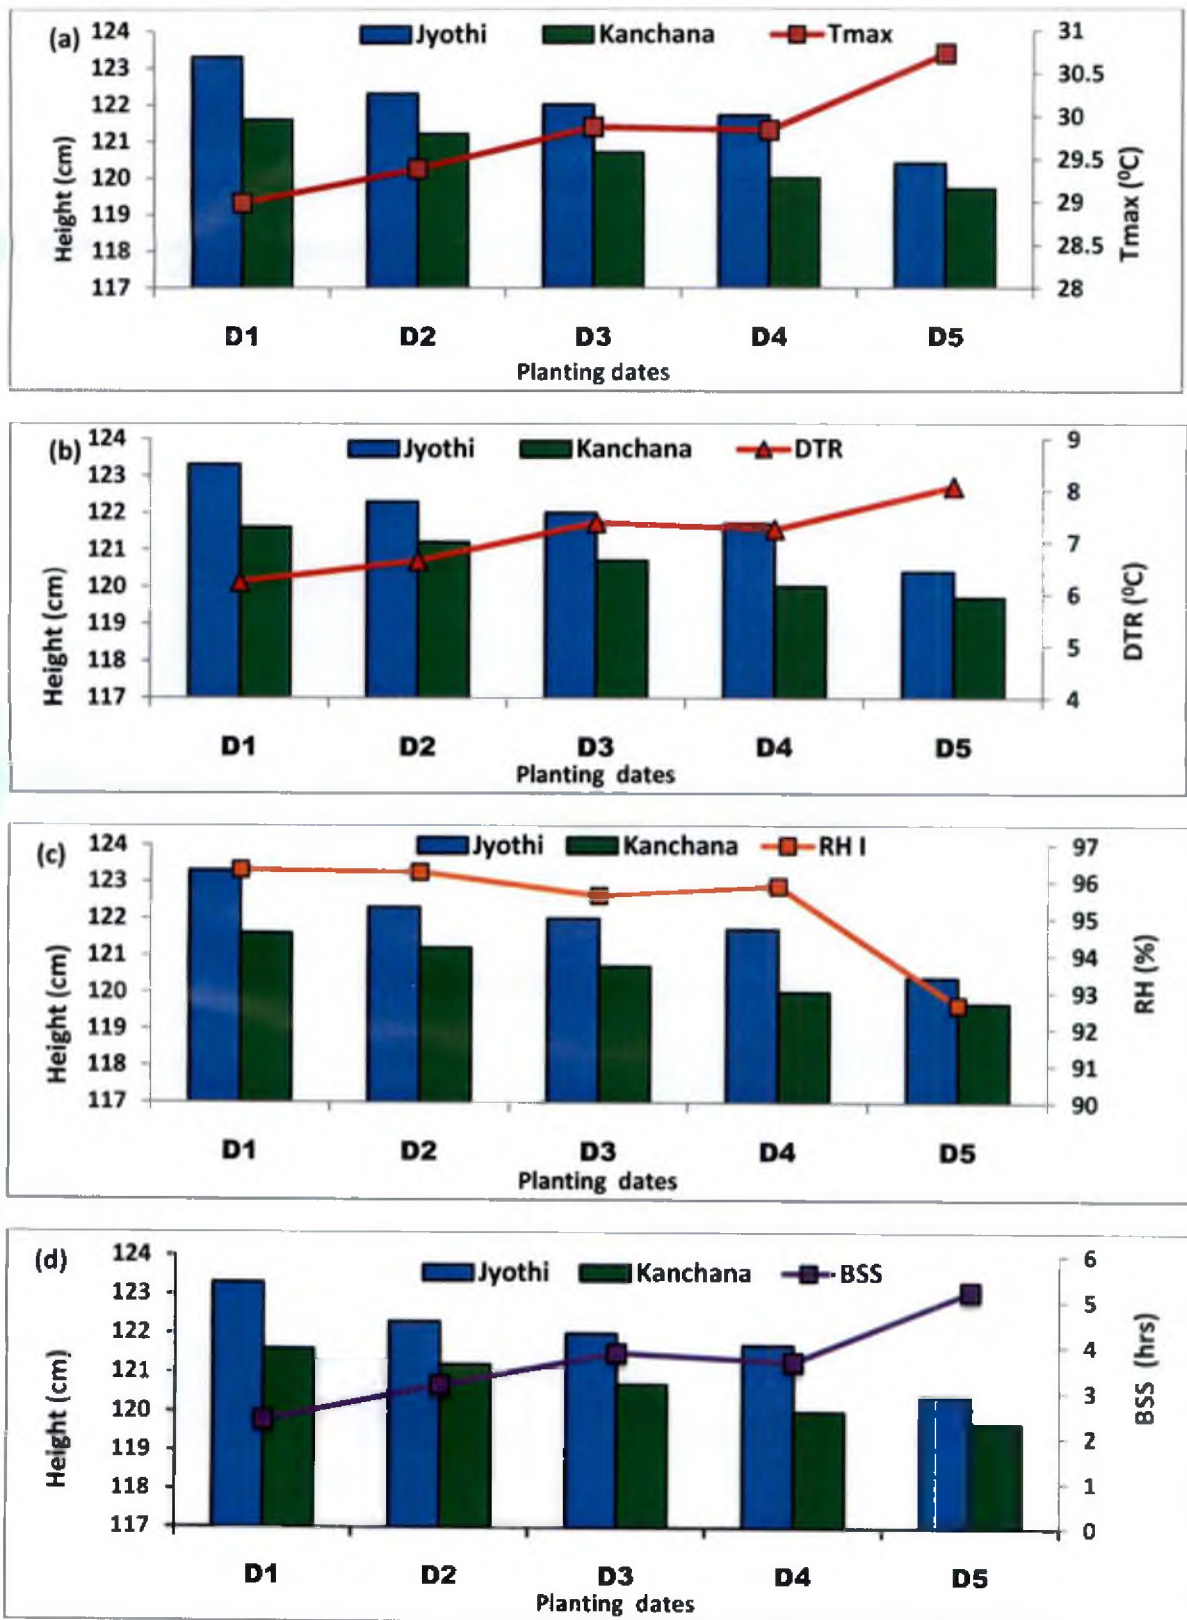 (a)
Jyothi Kanchana Tmax
124
123
122
121
120
119
118
117
Height (cm)
31
30.5
30
29.5
29
28.5
28
Tmax (⁰C)
D1 D2 D3 D4 D5
Planting dates
(b)
Jyothi Kanchana DTR
124
123
122
121
120
119
118
117
Height (cm)
9
8
7
6
5
4
DTR (⁰C)
D1 D2 D3 D4 D5
Planting dates
(c)
Jyothi Kanchana RH I
124
123
122
121
120
119
118
117
Height (cm)
97
96
95
94
93
92
91
90
RH (%)
D1 D2 D3 D4 D5
Planting dates
(d)
Jyothi Kanchana BSS
124
123
122
121
120
119
118
117
Height (cm)
6
5
4
3
2
1
0
BSS (hrs)
D1 D2 D3 D4 D5
Planting dates